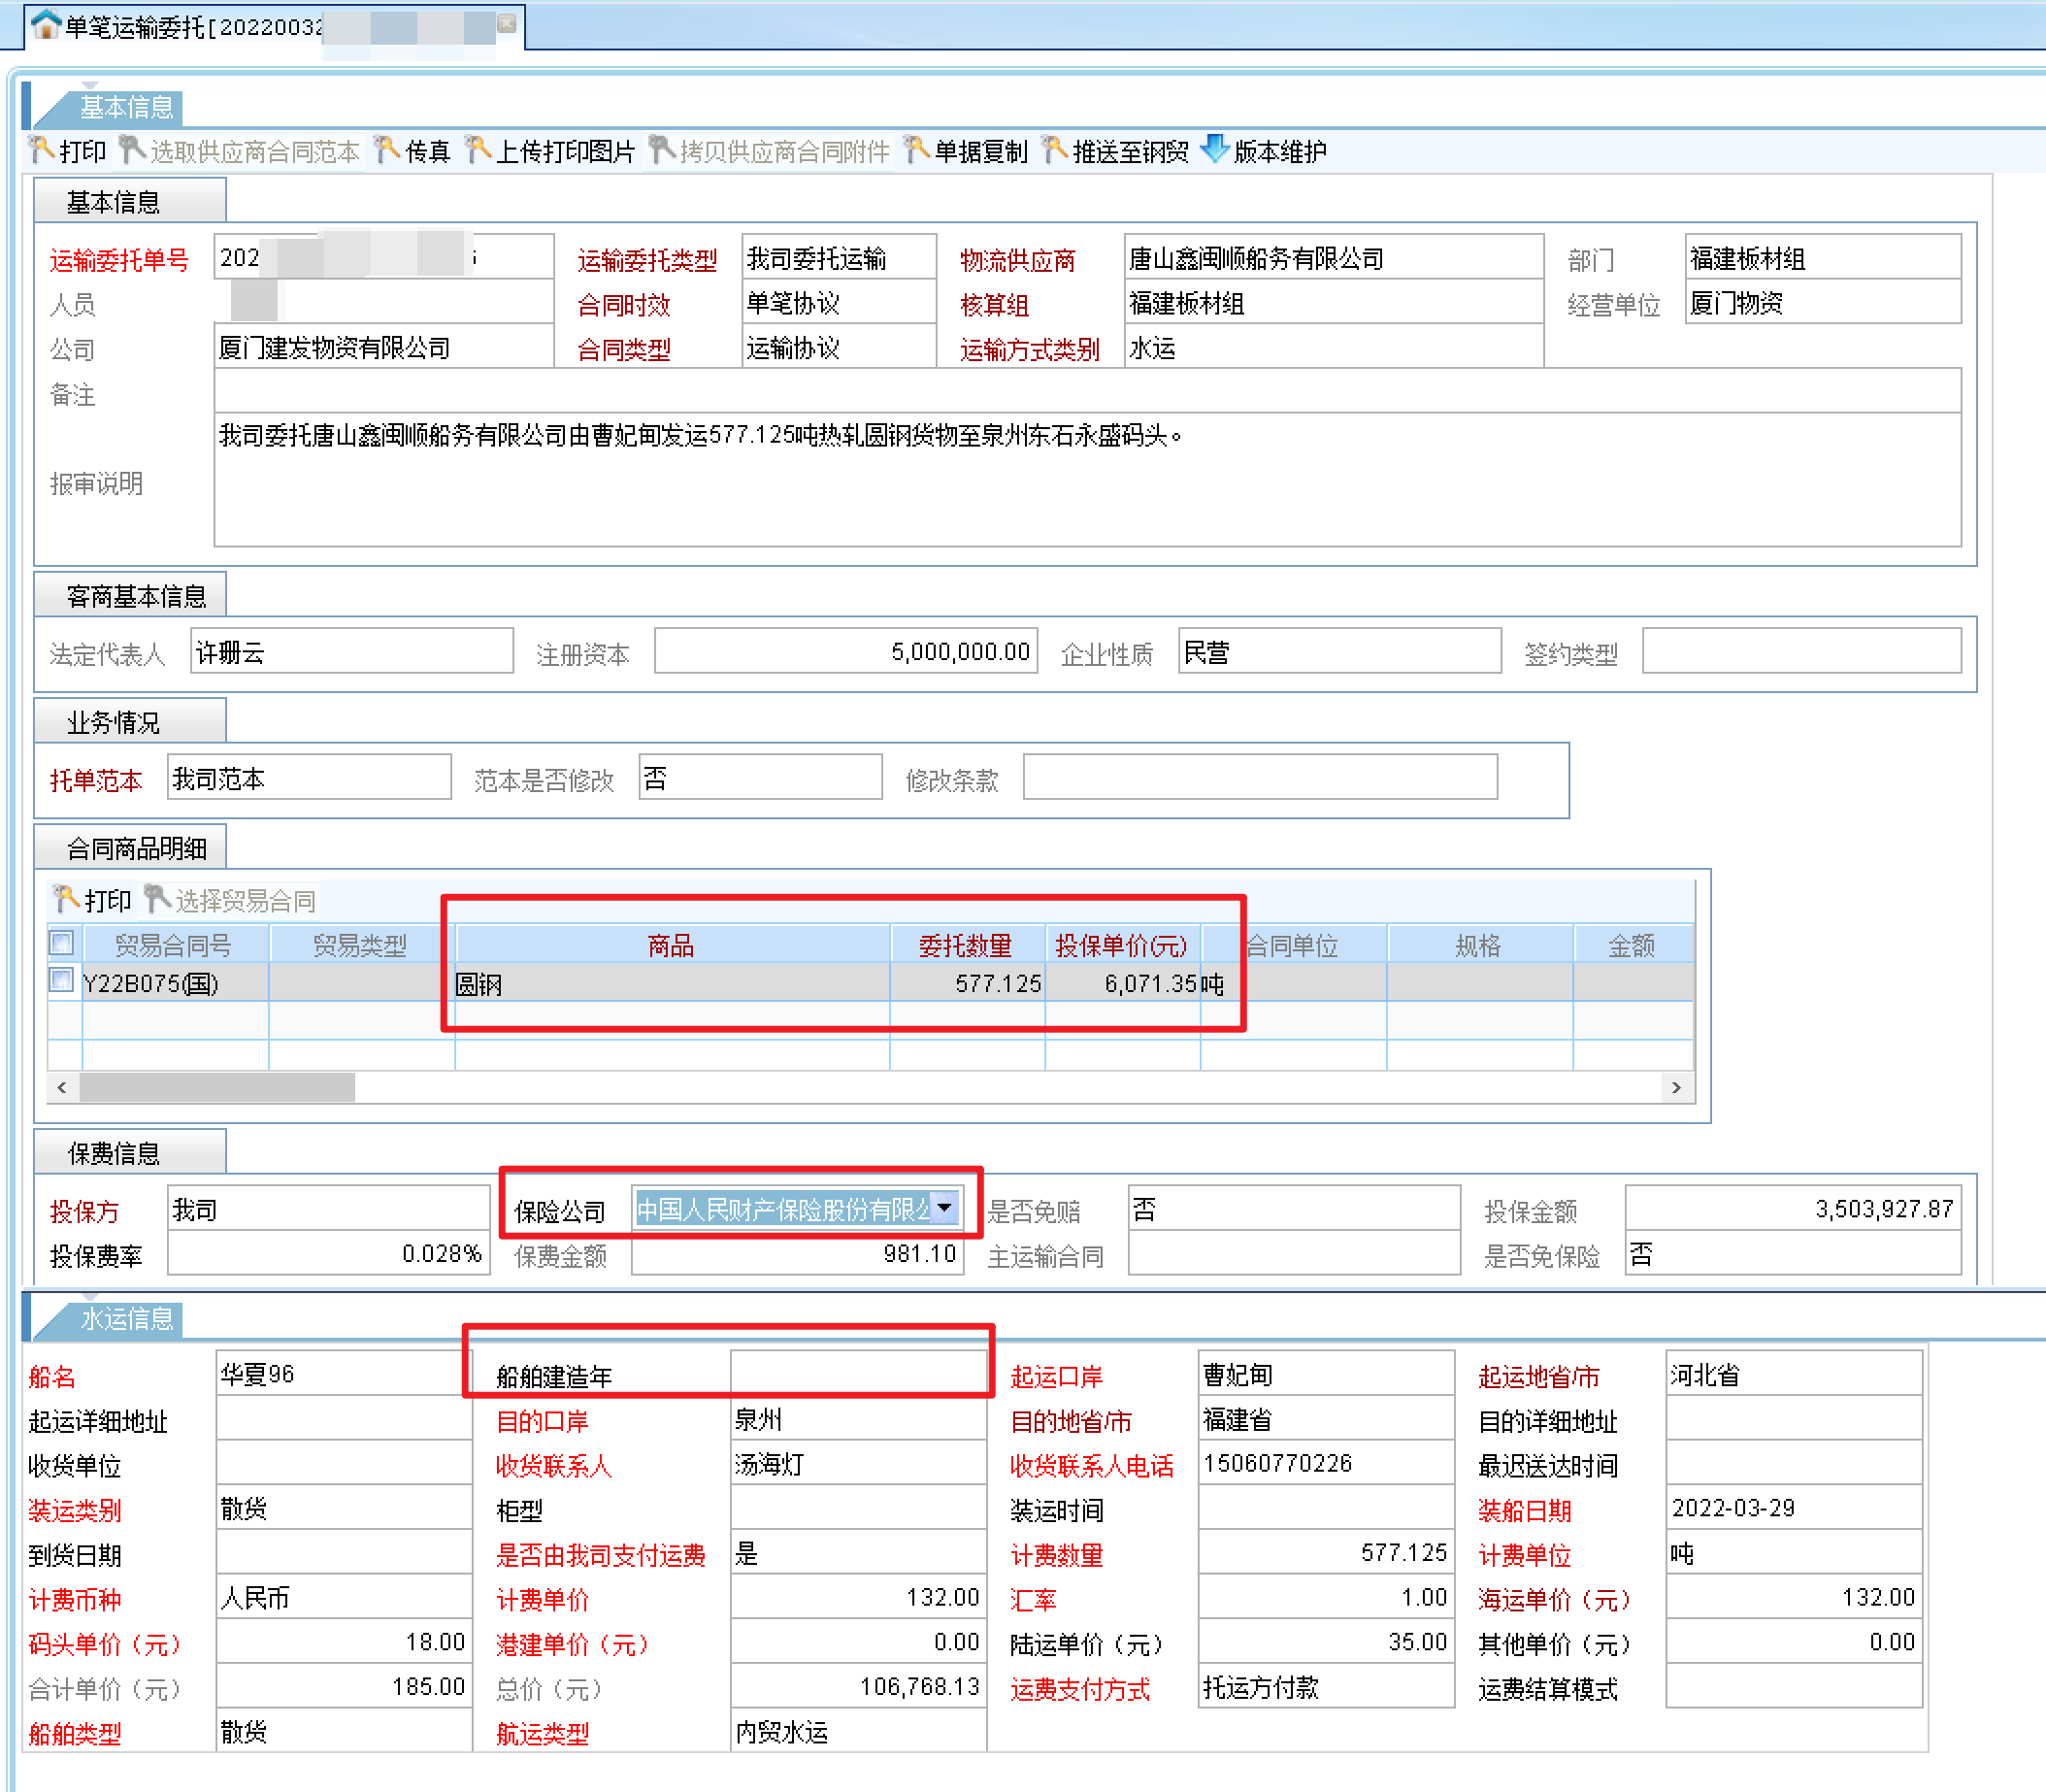 单笔运输委托[20220032
基本信息
打印 选取供应商合同范本 传真 上传打印图片 拷贝供应商合同附件 单据复制 推送至钢贸 版本维护
基本信息
运输委托单号 202 运输委托类型 我司委托运输 物流供应商 唐山鑫闽顺船务有限公司 部门 福建板材组
人员 合同时效 单笔协议 核算组 福建板材组 经营单位 厦门物资
公司 厦门建发物资有限公司 合同类型 运输协议 运输方式类别 水运
备注
我司委托唐山鑫闽顺船务有限公司由曹妃甸发运577.125吨热轧圆钢货物至泉州东石永盛码头。
报审说明
客商基本信息
法定代表人 许珊云 注册资本 5,000,000.00 企业性质 民营 签约类型
业务情况
托单范本 我司范本 范本是否修改 否 修改条款
合同商品明细
打印 选择贸易合同
贸易合同号 贸易类型 商品 委托数量 投保单价(元) 合同单位 规格 金额
Y22B075(国) 圆钢 577.125 6,071.35 吨
保费信息
投保方 我司 保险公司 中国人民财产保险股份有限公 是否免赔 否 投保金额 3,503,927.87
投保费率 0.028% 保费金额 981.10 主运输合同 是否免保险 否
水运信息
船名 华夏96 船舶建造年 起运口岸 曹妃甸 起运地省/市 河北省
起运详细地址 目的口岸 泉州 目的地省/市 福建省 目的详细地址
收货单位 收货联系人 汤海灯 收货联系人电话 15060770226 最迟送达时间
装运类别 散货 柜型 装运时间 装船日期 2022-03-29
到货日期 是否由我司支付运费 是 计费数量 577.125 计费单位 吨
计费币种 人民币 计费单价 132.00 汇率 1.00 海运单价（元） 132.00
码头单价（元） 18.00 港建单价（元） 0.00 陆运单价（元） 35.00 其他单价（元） 0.00
合计单价（元） 185.00 总价（元） 106,768.13 运费支付方式 托运方付款 运费结算模式
船舶类型 散货 航运类型 内贸水运